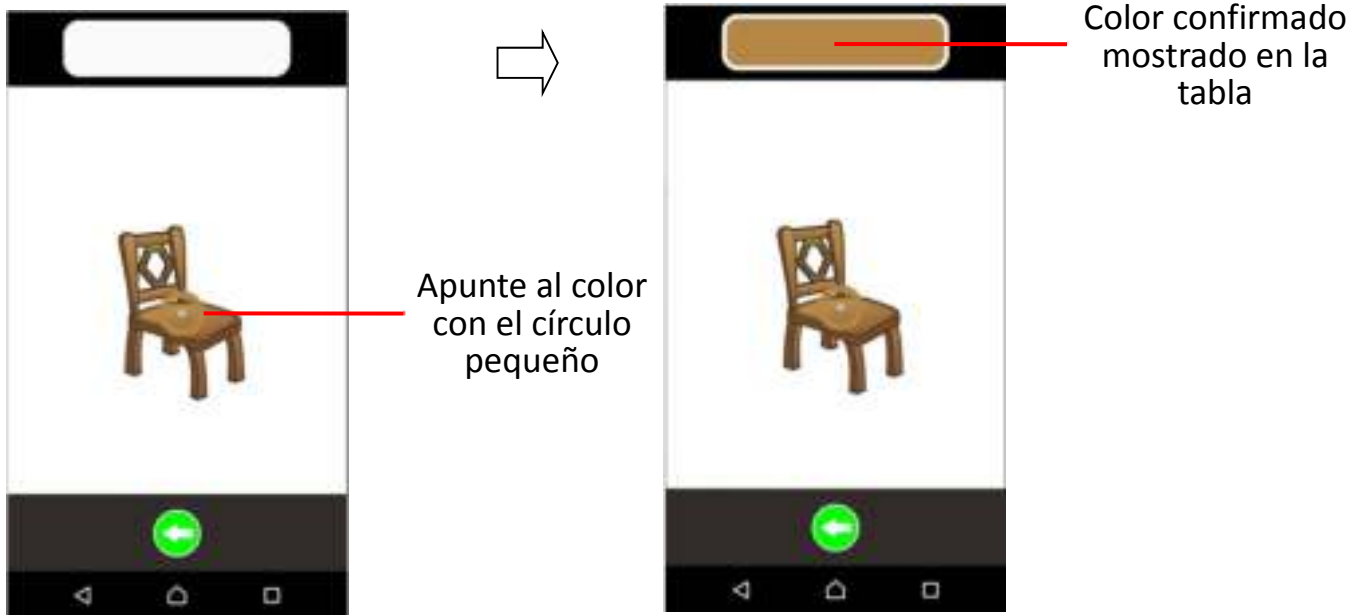 Color confirmado
mostrado en la
tabla
Apunte al color
con el círculo
pequeño